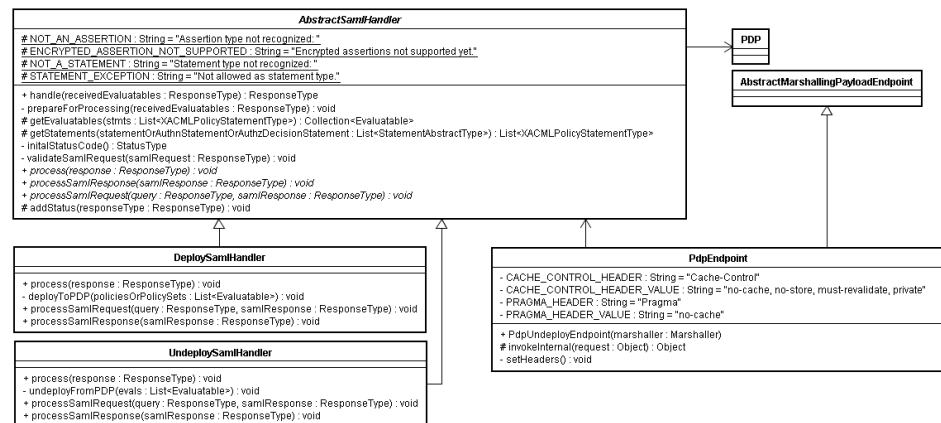 AbstractSamlHandler
# NOT_AN_ASSERTION : String = "Assertion type not recognized: "
# ENCRYPTED_ASSERTION_NOT_SUPPORTED : String = "Encrypted assertions not supported yet."
# NOT_A_STATEMENT : String = "Statement type not recognized: "
# STATEMENT_EXCEPTION : String = "Not allowed as statement type."
+ handle(receivedEvaluatables : ResponseType) : ResponseType
- prepareForProcessing(receivedEvaluatables : ResponseType) : void
# getEvaluatables(stmts : List<XACMLPolicyStatementType>) : Collection<Evaluatable>
# getStatements(statementOrAuthnStatementOrAuthzDecisionStatement : List<StatementAbstractType>) : List<XACMLPolicyStatementType>
- initalStatusCode() : StatusType
- validateSamlRequest(samlRequest : ResponseType) : void
+ process(response : ResponseType) : void
+ processSamlResponse(samlResponse : ResponseType) : void
+ processSamlRequest(query : ResponseType, samlResponse : ResponseType) : void
# addStatus(responseType : ResponseType) : void
PDP
AbstractMarshallingPayloadEndpoint
DeploySamlHandler
+ process(response : ResponseType) : void
- deployToPDP(policiesOrPolicySets : List<Evaluatable>) : void
+ processSamlRequest(query : ResponseType, samlResponse : ResponseType) : void
+ processSamlResponse(samlResponse : ResponseType) : void
UndeploySamlHandler
+ process(response : ResponseType) : void
- undeployFromPDP(evals : List<Evaluatable>) : void
+ processSamlRequest(query : ResponseType, samlResponse : ResponseType) : void
+ processSamlResponse(samlResponse : ResponseType) : void
PdpEndpoint
- CACHE_CONTROL_HEADER : String = "Cache-Control"
- CACHE_CONTROL_HEADER_VALUE : String = "no-cache, no-store, must-revalidate, private"
- PRAGMA_HEADER : String = "Pragma"
- PRAGMA_HEADER_VALUE : String = "no-cache"
+ PdpUndeployEndpoint(marshaller : Marshaller)
# invokeInternal(request : Object) : Object
- setHeaders() : void